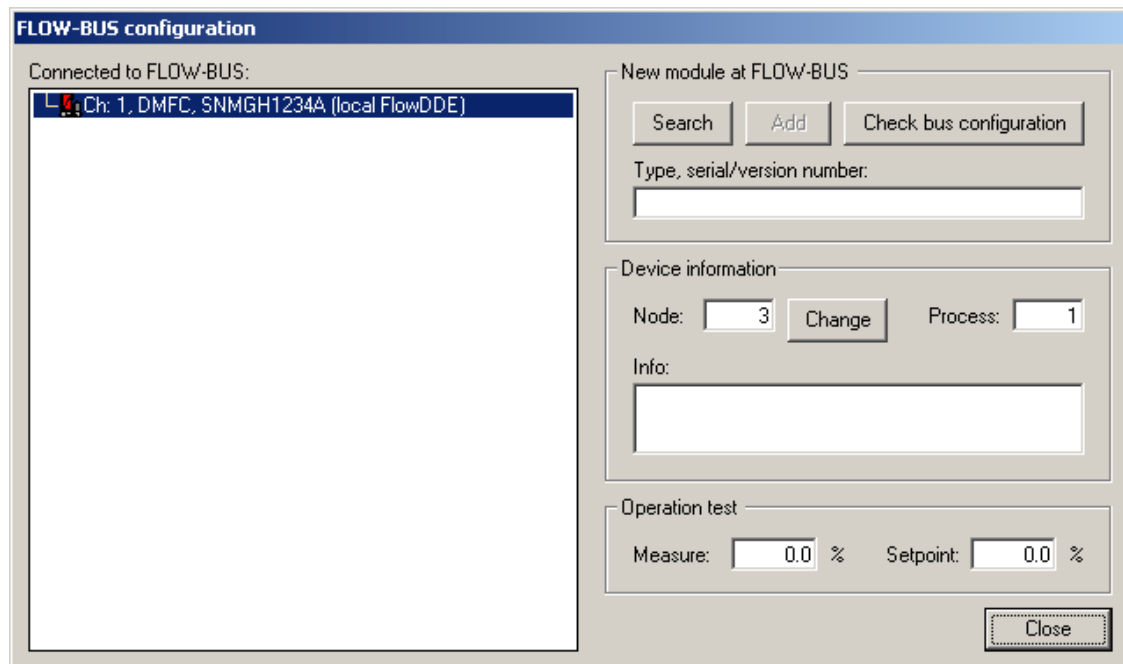 FLOW-BUS configuration
Connected to FLOW-BUS:
Ch: 1, DMFC, SNMGH1234A (local FlowDDE)
New module at FLOW-BUS
Search Add Check bus configuration
Type, serial/version number:
Device information
Node: 3 Change Process: 1
Info:
Operation test
Measure: 0.0 % Setpoint: 0.0 %
Close